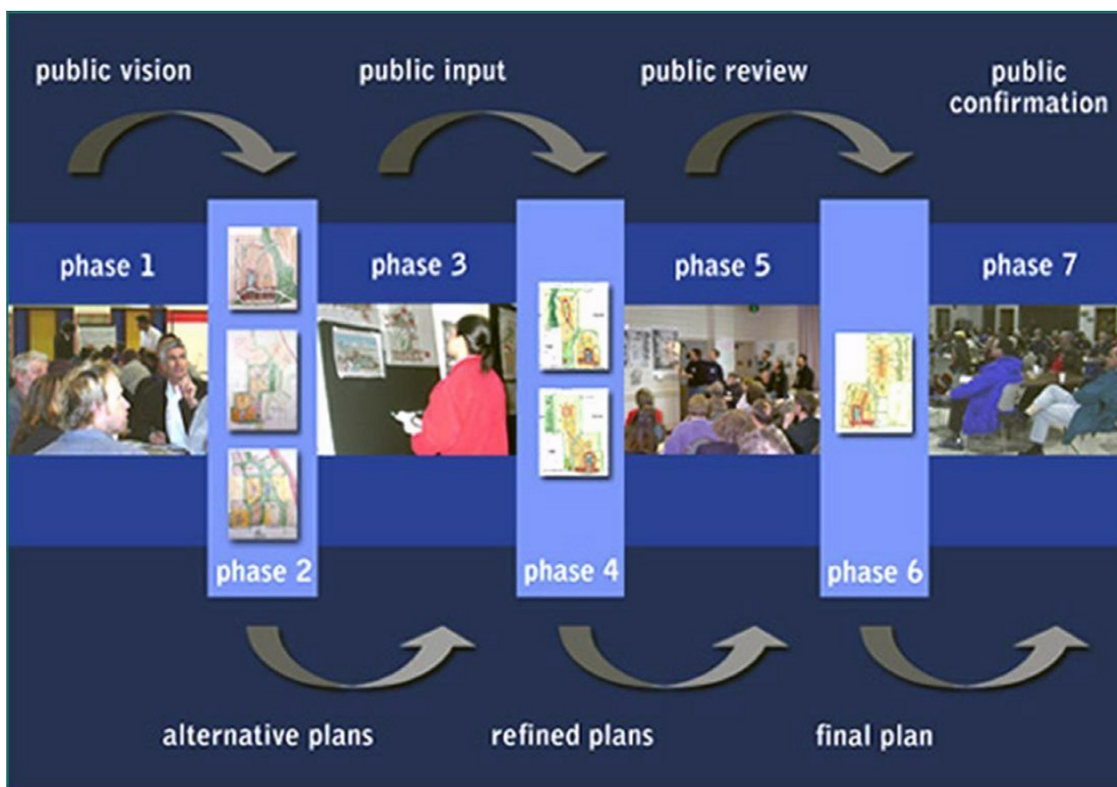 public vision
public input
public review
public
confirmation
phase 1
phase 3
phase 5
phase 7
phase 2
phase 4
phase 6
alternative plans
refined plans
final plan